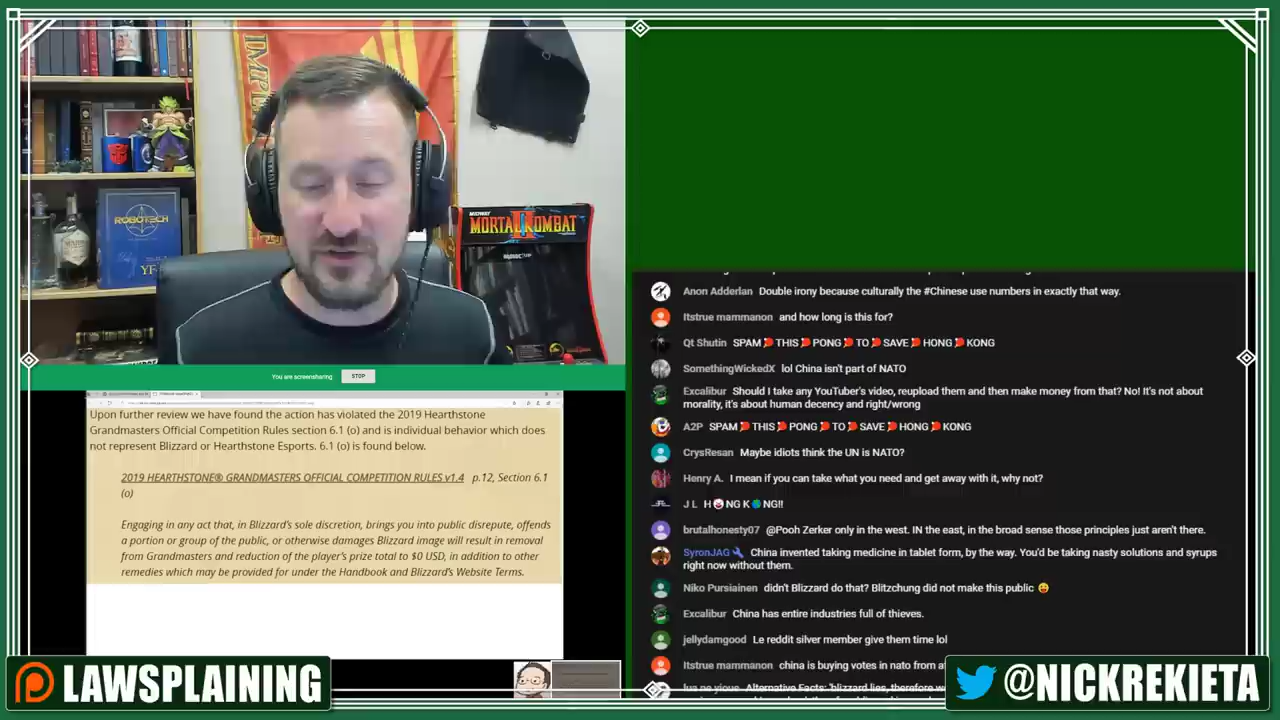 IMPE
ROBOTECH
YF
MIDWAY
MORTAL KOMBAT
II
You are screensharing
STOP
Upon further review we have found the action has violated the 2019 Hearthstone
Grandmasters Official Competition Rules section 6.1 (o) and is individual behavior which does
not represent Blizzard or Hearthstone Esports. 6.1 (o) is found below.
2019 HEARTHSTONE® GRANDMASTERS OFFICIAL COMPETITION RULES v1.4 p.12, Section 6.1
(o)
Engaging in any act that, in Blizzard's sole discretion, brings you into public disrepute, offends
a portion or group of the public, or otherwise damages Blizzard image will result in removal
from Grandmasters and reduction of the player's prize total to $0 USD, in addition to other
remedies which may be provided for under the Handbook and Blizzard's Website Terms.
Anon Adderlan Double irony because culturally the #Chinese use numbers in exactly that way.
Itstrue mammanon and how long is this for?
Qt Shutin SPAM🏓THIS🏓PONG🏓TO🏓SAVE🏓HONG🏓KONG
SomethingWickedX lol China isn't part of NATO
Excalibur Should I take any YouTuber's video, reupload them and then make money from that? No! It's not about
morality, it's about human decency and right/wrong
A2P SPAM🏓THIS🏓PONG🏓TO🏓SAVE🏓HONG🏓KONG
CrysResan Maybe idiots think the UN is NATO?
Henry A. I mean if you can take what you need and get away with it, why not?
J L H🤡NG K🌎NG!!
brutalhonesty07 @Pooh Zerker only in the west. IN the east, in the broad sense those principles just aren't there.
SyronJAG China invented taking medicine in tablet form, by the way. You'd be taking nasty solutions and syrups
right now without them.
Niko Pursiainen didn't Blizzard do that? Blitzchung did not make this public 😀
Excalibur China has entire industries full of thieves.
jellydamgood Le reddit silver member give them time lol
Itstrue mammanon china is buying votes in nato from a
Alternative Facts: 'blizzard lies, therefore
LAWSPLAINING
@NICKREKIETA